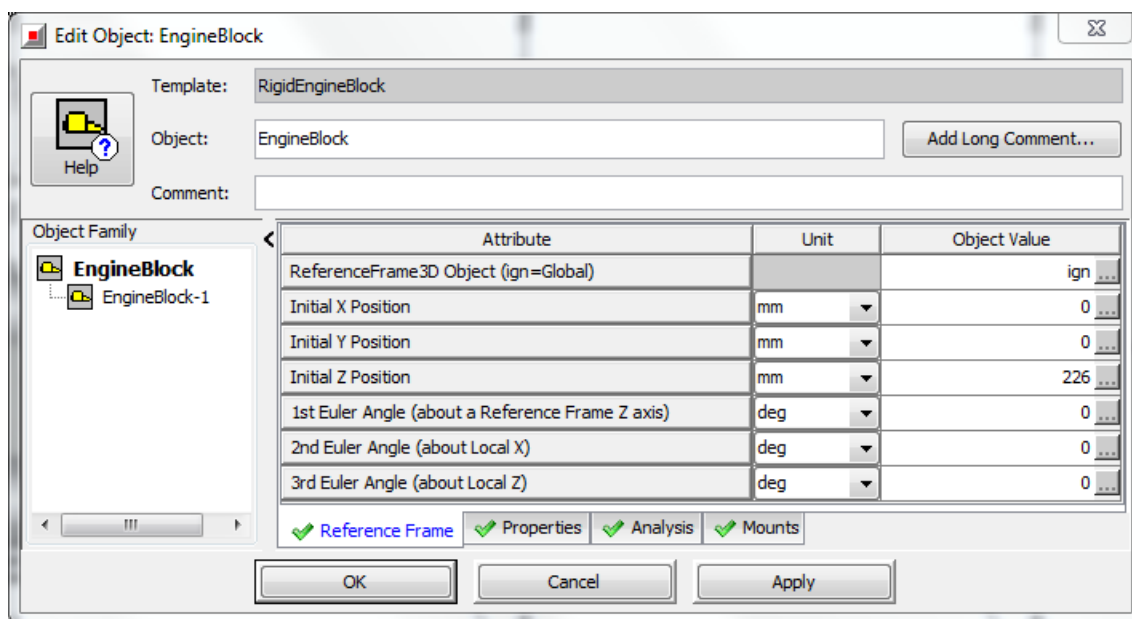 Edit Object: EngineBlock
Template: RigidEngineBlock
Help
Object: EngineBlock Add Long Comment...
Comment:
Object Family
EngineBlock
EngineBlock-1
Attribute Unit Object Value
ReferenceFrame3D Object (ign=Global) ign ...
Initial X Position mm 0 ...
Initial Y Position mm 0 ...
Initial Z Position mm 226 ...
1st Euler Angle (about a Reference Frame Z axis) deg 0 ...
2nd Euler Angle (about Local X) deg 0 ...
3rd Euler Angle (about Local Z) deg 0 ...
Reference Frame Properties Analysis Mounts
OK Cancel Apply